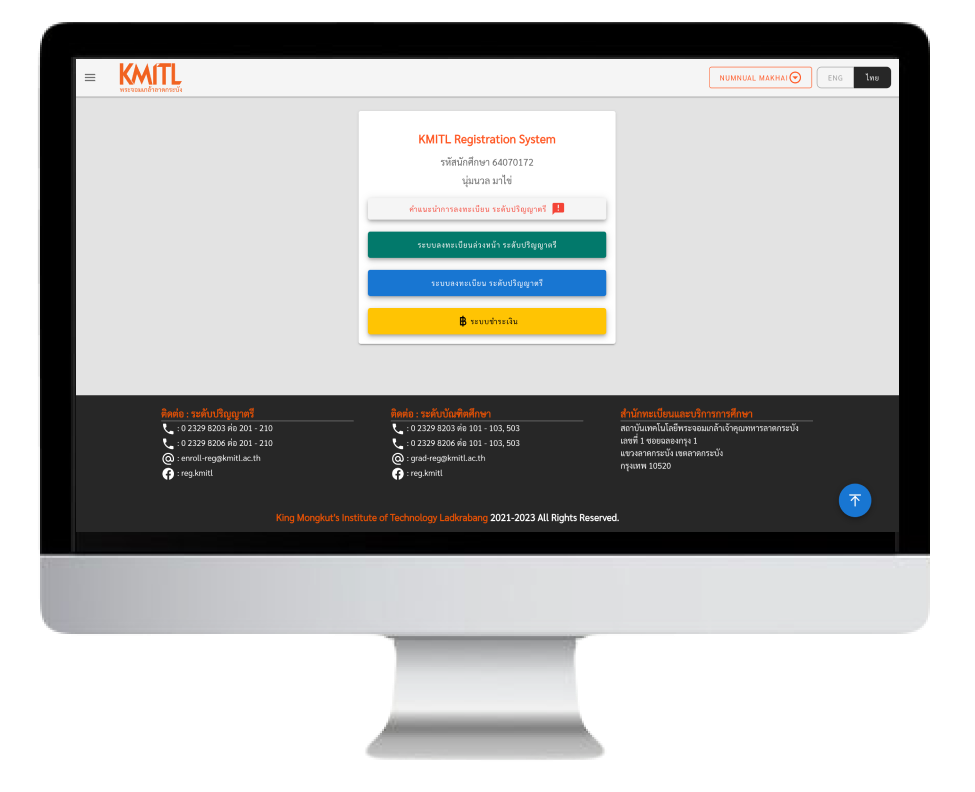 KMITL
พระจอมเกล้าลาดกระบัง
NUMNUAL MAKHAI
ENG
ไทย
KMITL Registration System
รหัสนักศึกษา 64070172
นุ่มนวล มาไข่
คำแนะนำการลงทะเบียน ระดับปริญญาตรี
ระบบลงทะเบียนล่วงหน้า ระดับปริญญาตรี
ระบบลงทะเบียน ระดับปริญญาตรี
฿ ระบบชำระเงิน
ติดต่อ : ระดับปริญญาตรี
: 0 2329 8203 ต่อ 201 - 210
: 0 2329 8206 ต่อ 201 - 210
: enroll-reg@kmitl.ac.th
: reg.kmitl
ติดต่อ : ระดับบัณฑิตศึกษา
: 0 2329 8203 ต่อ 101 - 103, 503
: 0 2329 8206 ต่อ 101 - 103, 503
: grad-reg@kmitl.ac.th
: reg.kmitl
สำนักทะเบียนและบริการการศึกษา
สถาบันเทคโนโลยีพระจอมเกล้าเจ้าคุณทหารลาดกระบัง
เลขที่ 1 ซอยฉลองกรุง 1
แขวงลาดกระบัง เขตลาดกระบัง
กรุงเทพ 10520
King Mongkut's Institute of Technology Ladkrabang 2021-2023 All Rights Reserved.